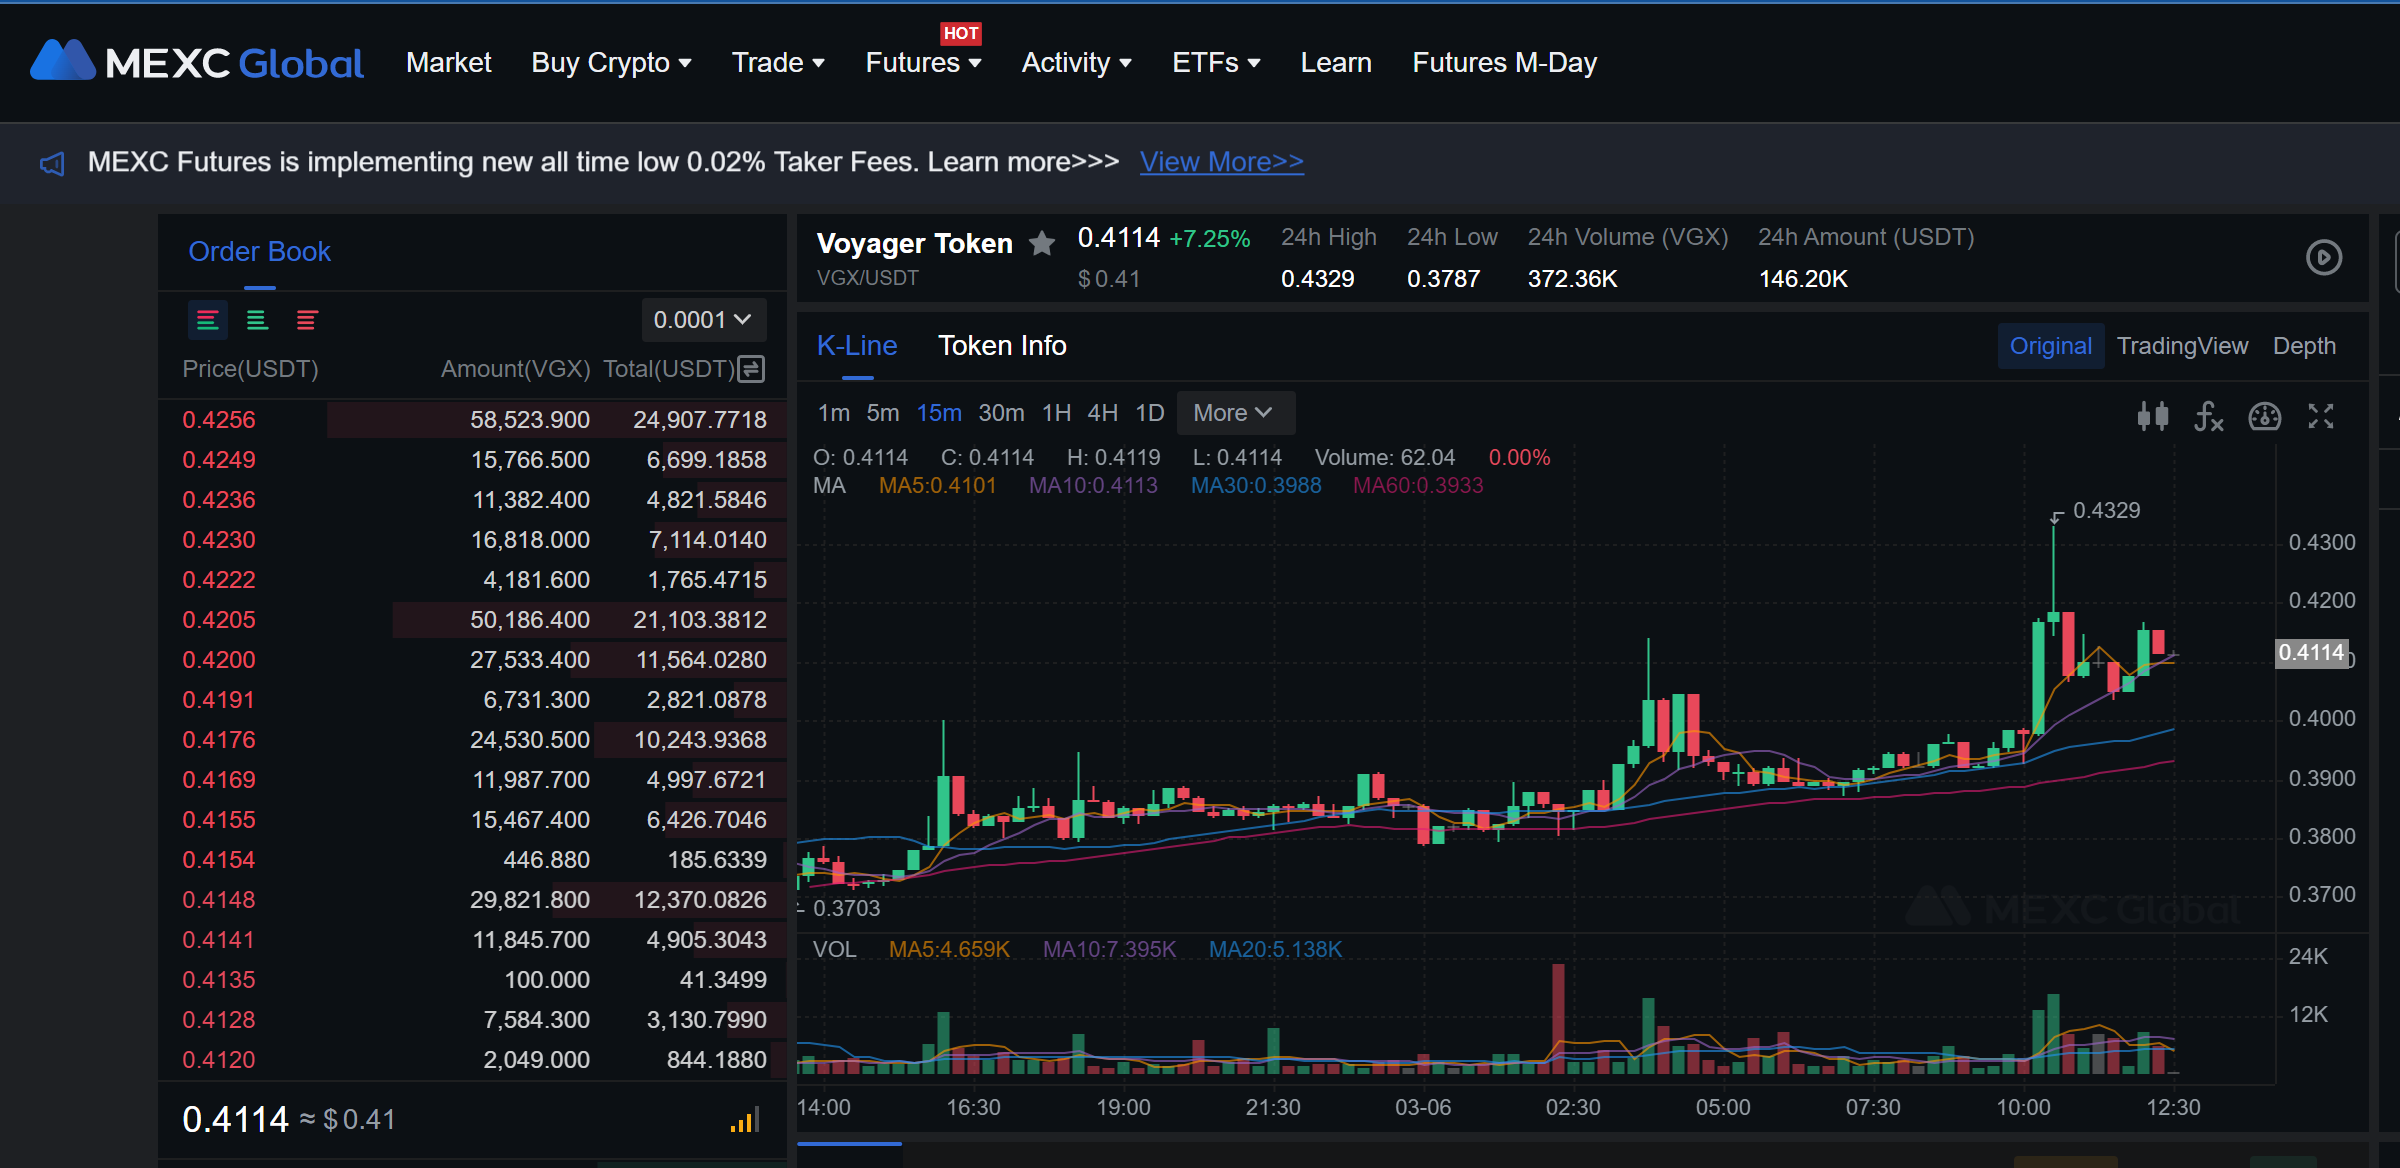 MEXC Global
Market
Buy Crypto
Trade
Futures
HOT
Activity
ETFs
Learn
Futures M-Day
MEXC Futures is implementing new all time low 0.02% Taker Fees. Learn more>>> View More>>
Order Book
0.0001
Price(USDT) Amount(VGX) Total(USDT)
0.4256 58,523.900 24,907.7718
0.4249 15,766.500 6,699.1858
0.4236 11,382.400 4,821.5846
0.4230 16,818.000 7,114.0140
0.4222 4,181.600 1,765.4715
0.4205 50,186.400 21,103.3812
0.4200 27,533.400 11,564.0280
0.4191 6,731.300 2,821.0878
0.4176 24,530.500 10,243.9368
0.4169 11,987.700 4,997.6721
0.4155 15,467.400 6,426.7046
0.4154 446.880 185.6339
0.4148 29,821.800 12,370.0826
0.4141 11,845.700 4,905.3043
0.4135 100.000 41.3499
0.4128 7,584.300 3,130.7990
0.4120 2,049.000 844.1880
0.4114 ≈ $ 0.41
Voyager Token
VGX/USDT
0.4114 +7.25%
$ 0.41
24h High
0.4329
24h Low
0.3787
24h Volume (VGX)
372.36K
24h Amount (USDT)
146.20K
K-Line Token Info
Original TradingView Depth
1m 5m 15m 30m 1H 4H 1D More
O: 0.4114 C: 0.4114 H: 0.4119 L: 0.4114 Volume: 62.04 0.00%
MA MA5:0.4101 MA10:0.4113 MA30:0.3988 MA60:0.3933
0.4329
0.4300
0.4200
0.4114
0.4000
0.3900
0.3800
0.3700
0.3703
MEXC Global
VOL MA5:4.659K MA10:7.395K MA20:5.138K
24K
12K
14:00 16:30 19:00 21:30 03-06 02:30 05:00 07:30 10:00 12:30